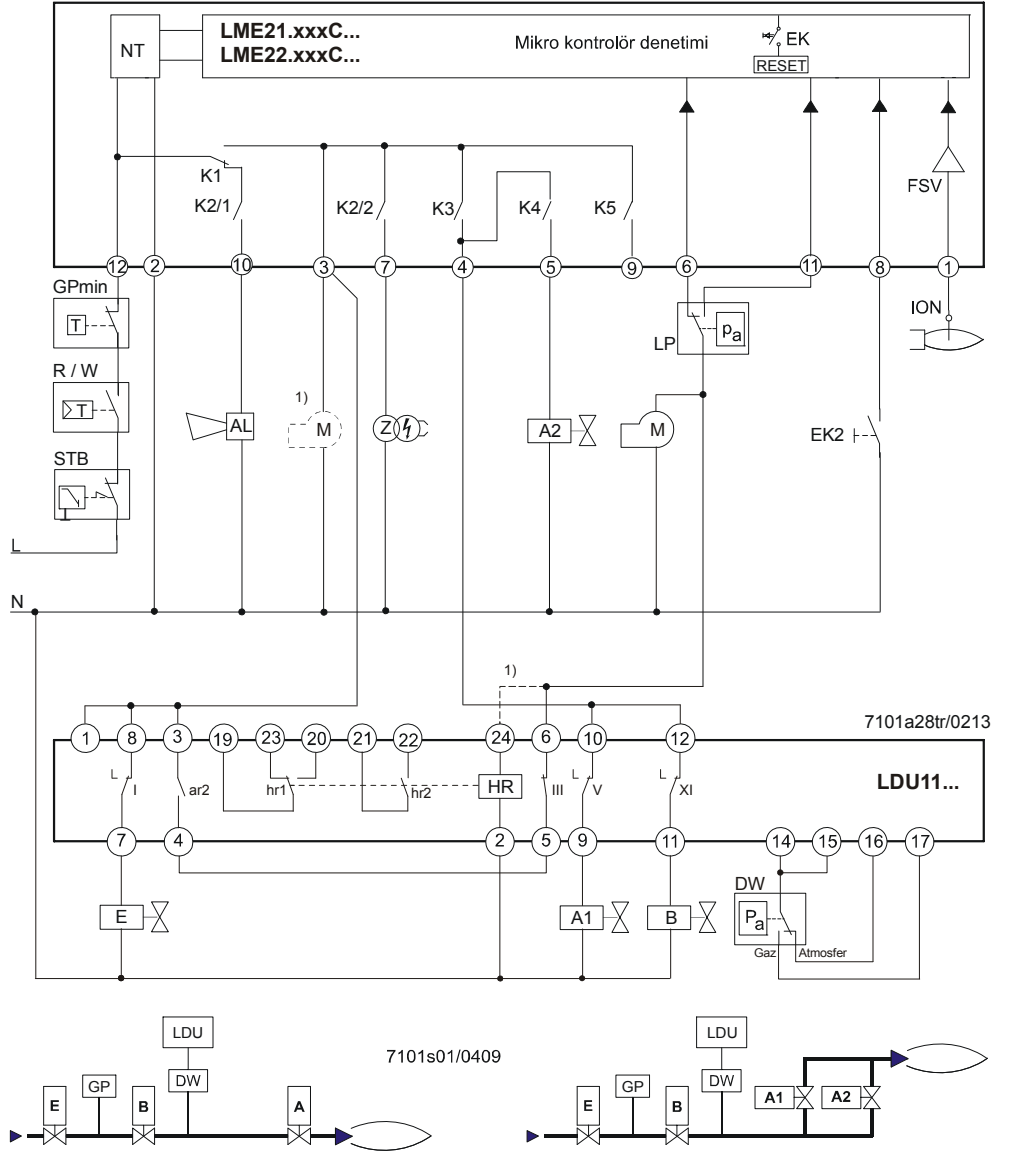 NT
LME21.xxxC...
LME22.xxxC...
Mikro kontrolör denetimi
EK
RESET
FSV
K1
K2/1
K2/2
K3
K4
K5
12
2
10
3
7
4
5
9
6
11
8
1
GPmin
T
R / W
T
STB
L
AL
1)
M
Z
A2
LP
pa
M
EK2
ION
N
1)
7101a28tr/0213
1
8
3
19
23
20
21
22
24
6
10
12
L
I
ar2
hr1
hr2
HR
III
L
V
L
XI
LDU11...
7
4
2
5
9
11
14
15
16
17
E
A1
B
DW
Pa
Gaz
Atmosfer
7101s01/0409
LDU
GP
DW
E
B
A
LDU
GP
DW
E
B
A1
A2